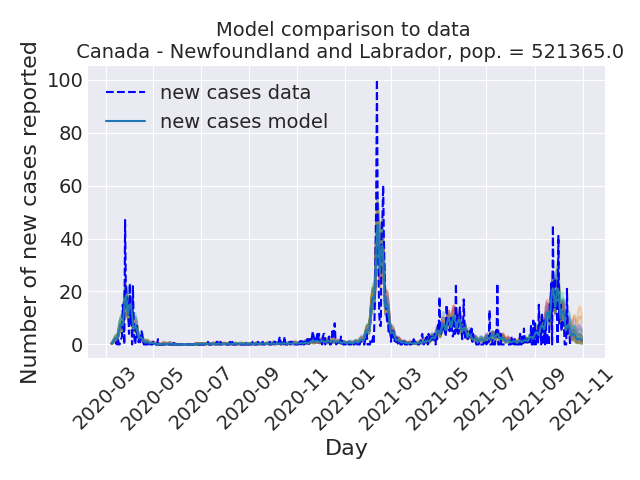 Model comparison to data
Canada - Newfoundland and Labrador, pop. = 521365.0
Number of new cases reported
100
80
60
40
20
0
new cases data
new cases model
2020-03
2020-05
2020-07
2020-09
2020-11
2021-01
2021-03
2021-05
2021-07
2021-09
2021-11
Day